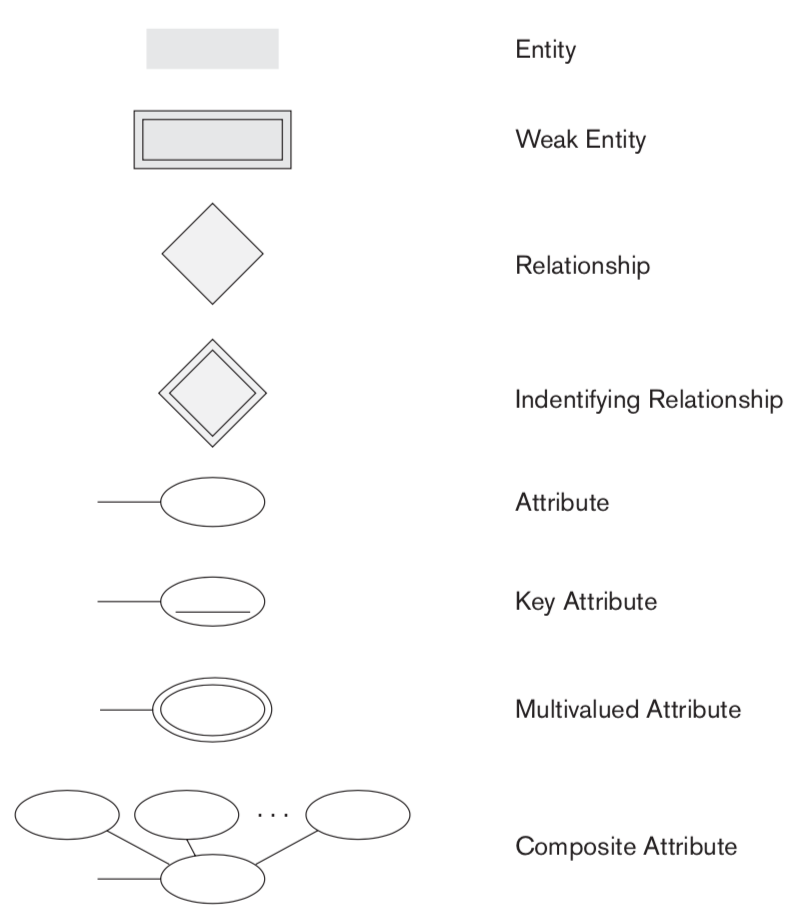 Entity
Weak Entity
Relationship
Indentifying Relationship
Attribute
Key Attribute
Multivalued Attribute
. . .
Composite Attribute